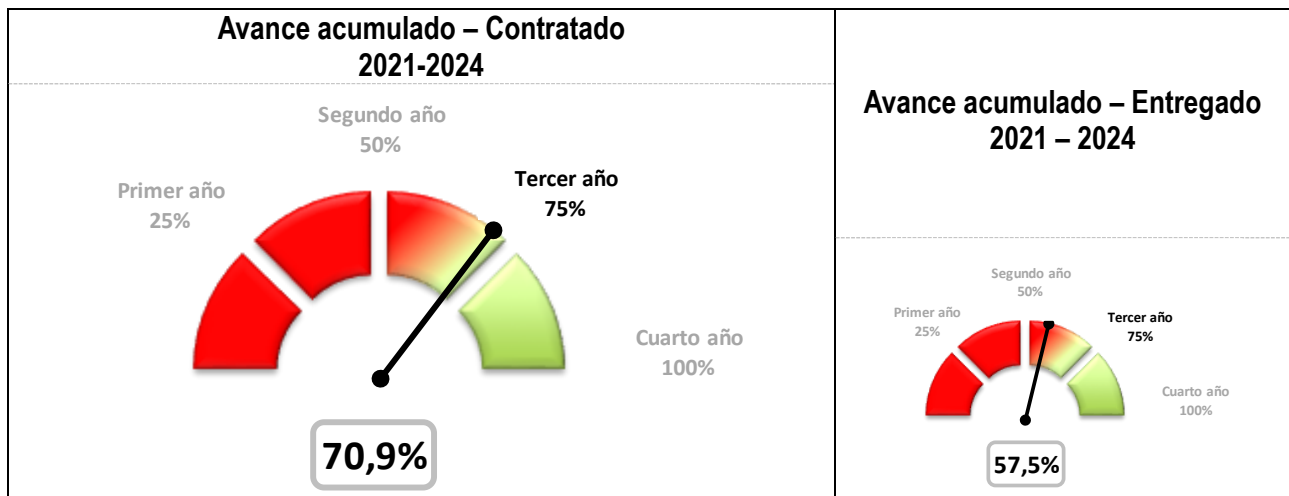 Avance acumulado – Contratado
2021-2024
Segundo año
50%
Primer año
25%
Tercer año
75%
Cuarto año
100%
70,9%
Avance acumulado – Entregado
2021 – 2024
Segundo año
50%
Primer año
25%
Tercer año
75%
Cuarto año
100%
57,5%